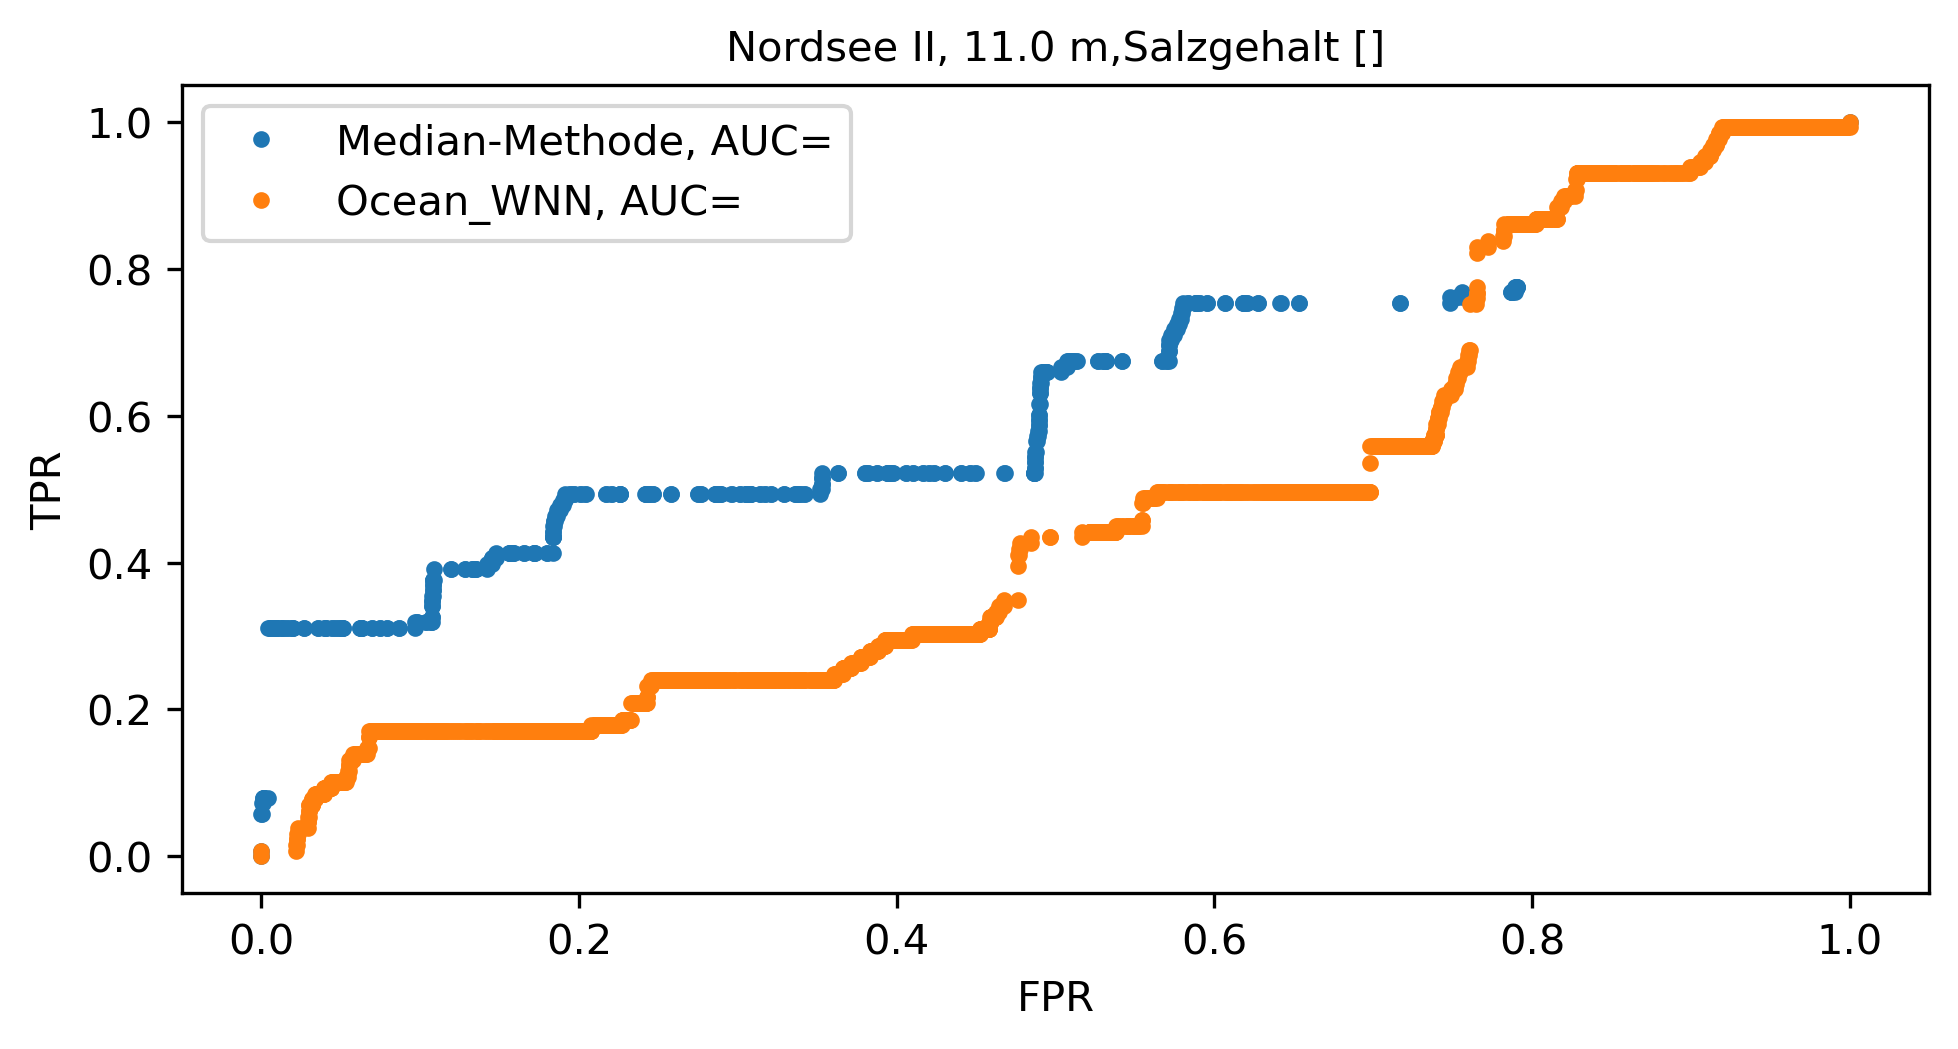 Nordsee II, 11.0 m,Salzgehalt []
Median-Methode, AUC=
Ocean_WNN, AUC=
1.0
0.8
0.6
0.4
0.2
0.0
TPR
0.0 0.2 0.4 0.6 0.8 1.0
FPR